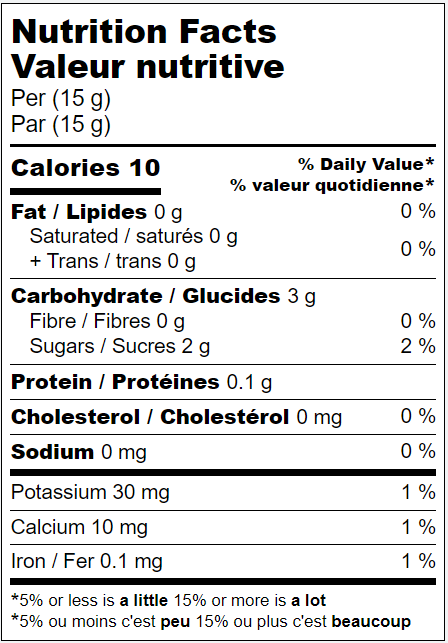 Nutrition Facts
Valeur nutritive
Per (15 g)
Par (15 g)
Calories 10
% Daily Value*
% valeur quotidienne*
Fat / Lipides 0 g 0 %
Saturated / saturés 0 g
+ Trans / trans 0 g
0 %
Carbohydrate / Glucides 3 g
Fibre / Fibres 0 g 0 %
Sugars / Sucres 2 g 2 %
Protein / Protéines 0.1 g
Cholesterol / Cholestérol 0 mg 0 %
Sodium 0 mg 0 %
Potassium 30 mg 1 %
Calcium 10 mg 1 %
Iron / Fer 0.1 mg 1 %
*5% or less is a little 15% or more is a lot
*5% ou moins c'est peu 15% ou plus c'est beaucoup